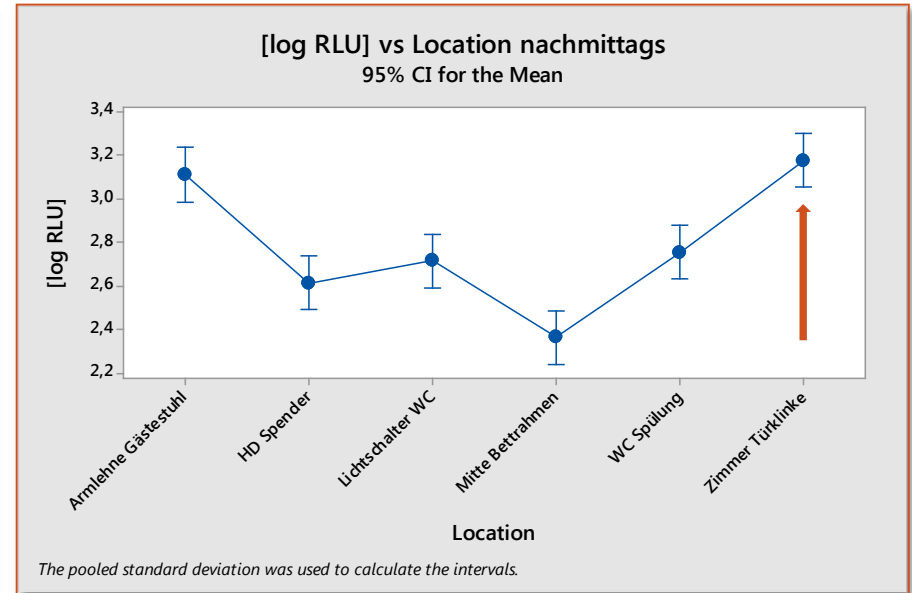 [log RLU] vs Location nachmittags
95% CI for the Mean
3,4
3,2
3,0
2,8
2,6
2,4
2,2
[log RLU]
Armlehne Gästestuhl
HD Spender
Lichtschalter WC
Mitte Bettrahmen
WC Spülung
Zimmer Türklinke
Location
The pooled standard deviation was used to calculate the intervals.